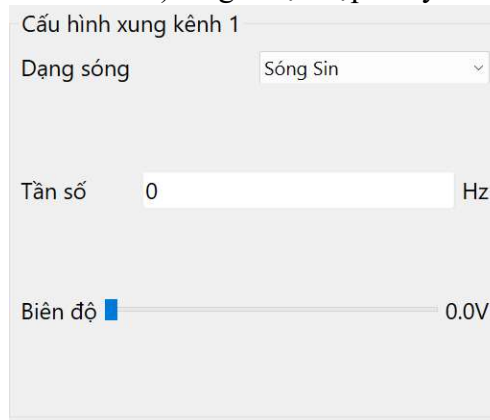 Cấu hình xung kênh 1
Dạng sóng Sóng Sin
Tần số 0 Hz
Biên độ 0.0V